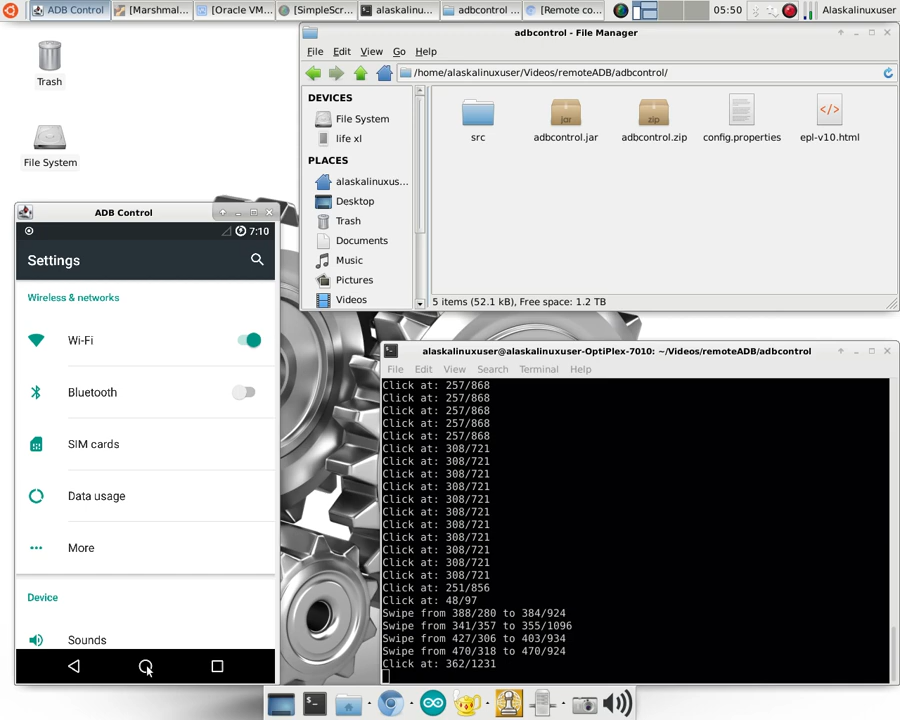 ADB Control
[Marshmal...
[Oracle VM...
[SimpleScr...
alaskalinu...
adbcontrol ...
[Remote co...
05:50
Alaskalinuxuser
Trash
File System
adbcontrol - File Manager
File Edit View Go Help
/home/alaskalinuxuser/Videos/remoteADB/adbcontrol/
DEVICES
File System
life xl
PLACES
alaskalinuxus...
Desktop
Trash
Documents
Music
Pictures
Videos
jar
zip
</>
src
adbcontrol.jar
adbcontrol.zip
config.properties
epl-v10.html
5 items (52.1 kB), Free space: 1.2 TB
ADB Control
7:10
Settings
Wireless & networks
Wi-Fi
Bluetooth
SIM cards
Data usage
More
Device
Sounds
alaskalinuxuser@alaskalinuxuser-OptiPlex-7010: ~/Videos/remoteADB/adbcontrol
File Edit View Search Terminal Help
Click at: 257/868
Click at: 257/868
Click at: 257/868
Click at: 257/868
Click at: 257/868
Click at: 308/721
Click at: 308/721
Click at: 308/721
Click at: 308/721
Click at: 308/721
Click at: 308/721
Click at: 308/721
Click at: 308/721
Click at: 308/721
Click at: 308/721
Click at: 308/721
Click at: 251/856
Click at: 48/97
Swipe from 388/280 to 384/924
Swipe from 341/357 to 355/1096
Swipe from 427/306 to 403/934
Swipe from 470/318 to 470/924
Click at: 362/1231